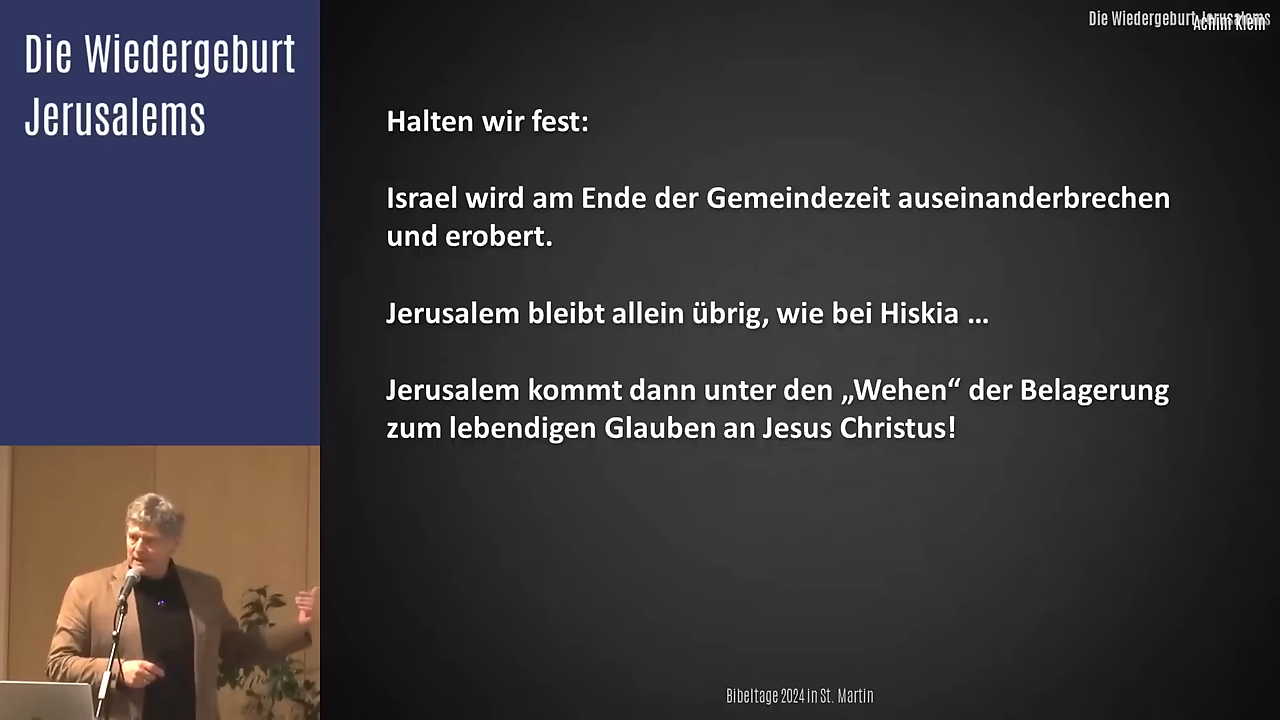 Die Wiedergeburt
Jerusalems
Die Wiedergeburt Jerusalems
Achim Klein
Halten wir fest:
Israel wird am Ende der Gemeindezeit auseinanderbrechen
und erobert.
Jerusalem bleibt allein übrig, wie bei Hiskia ...
Jerusalem kommt dann unter den „Wehen“ der Belagerung
zum lebendigen Glauben an Jesus Christus!
Bibeltage 2024 in St. Martin